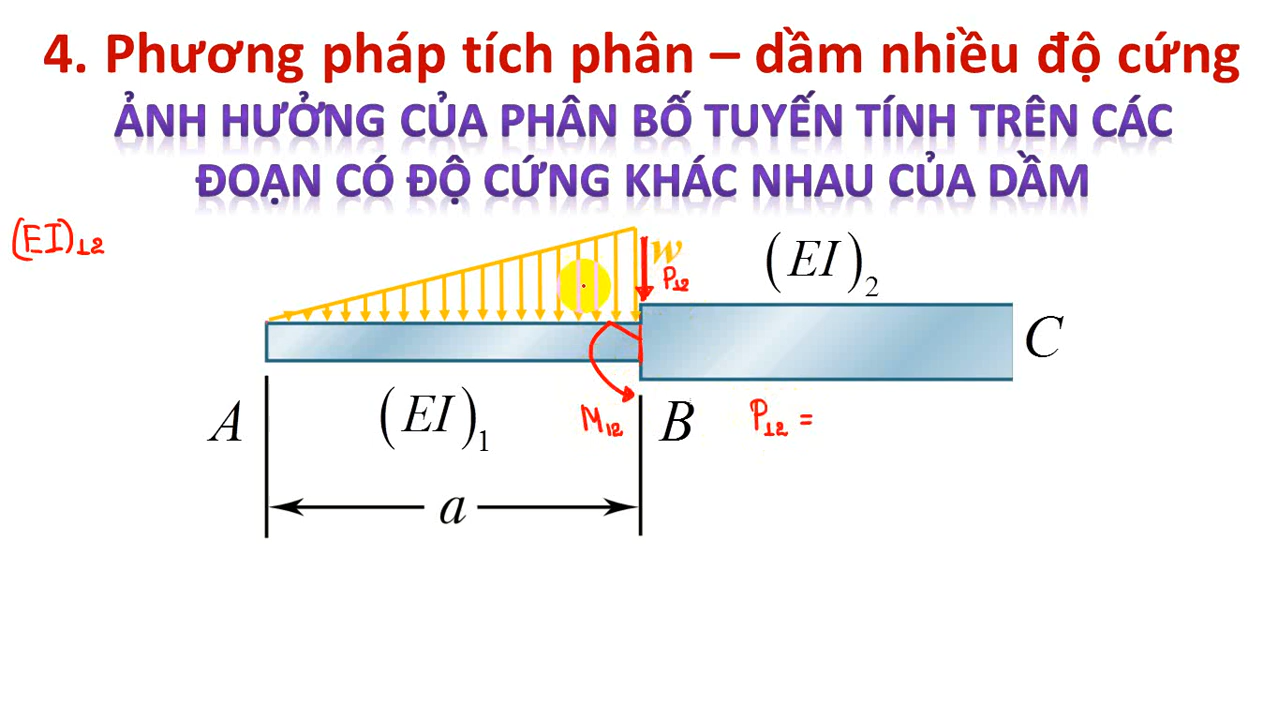 4. Phương pháp tích phân – dầm nhiều độ cứng
ẢNH HƯỞNG CỦA PHÂN BỐ TUYẾN TÍNH TRÊN CÁC
ĐOẠN CÓ ĐỘ CỨNG KHÁC NHAU CỦA DẦM
(EI)₁₂
w
P₁₂
(EI)₂
C
A
(EI)₁
M₁₂
B
P₁₂ =
a